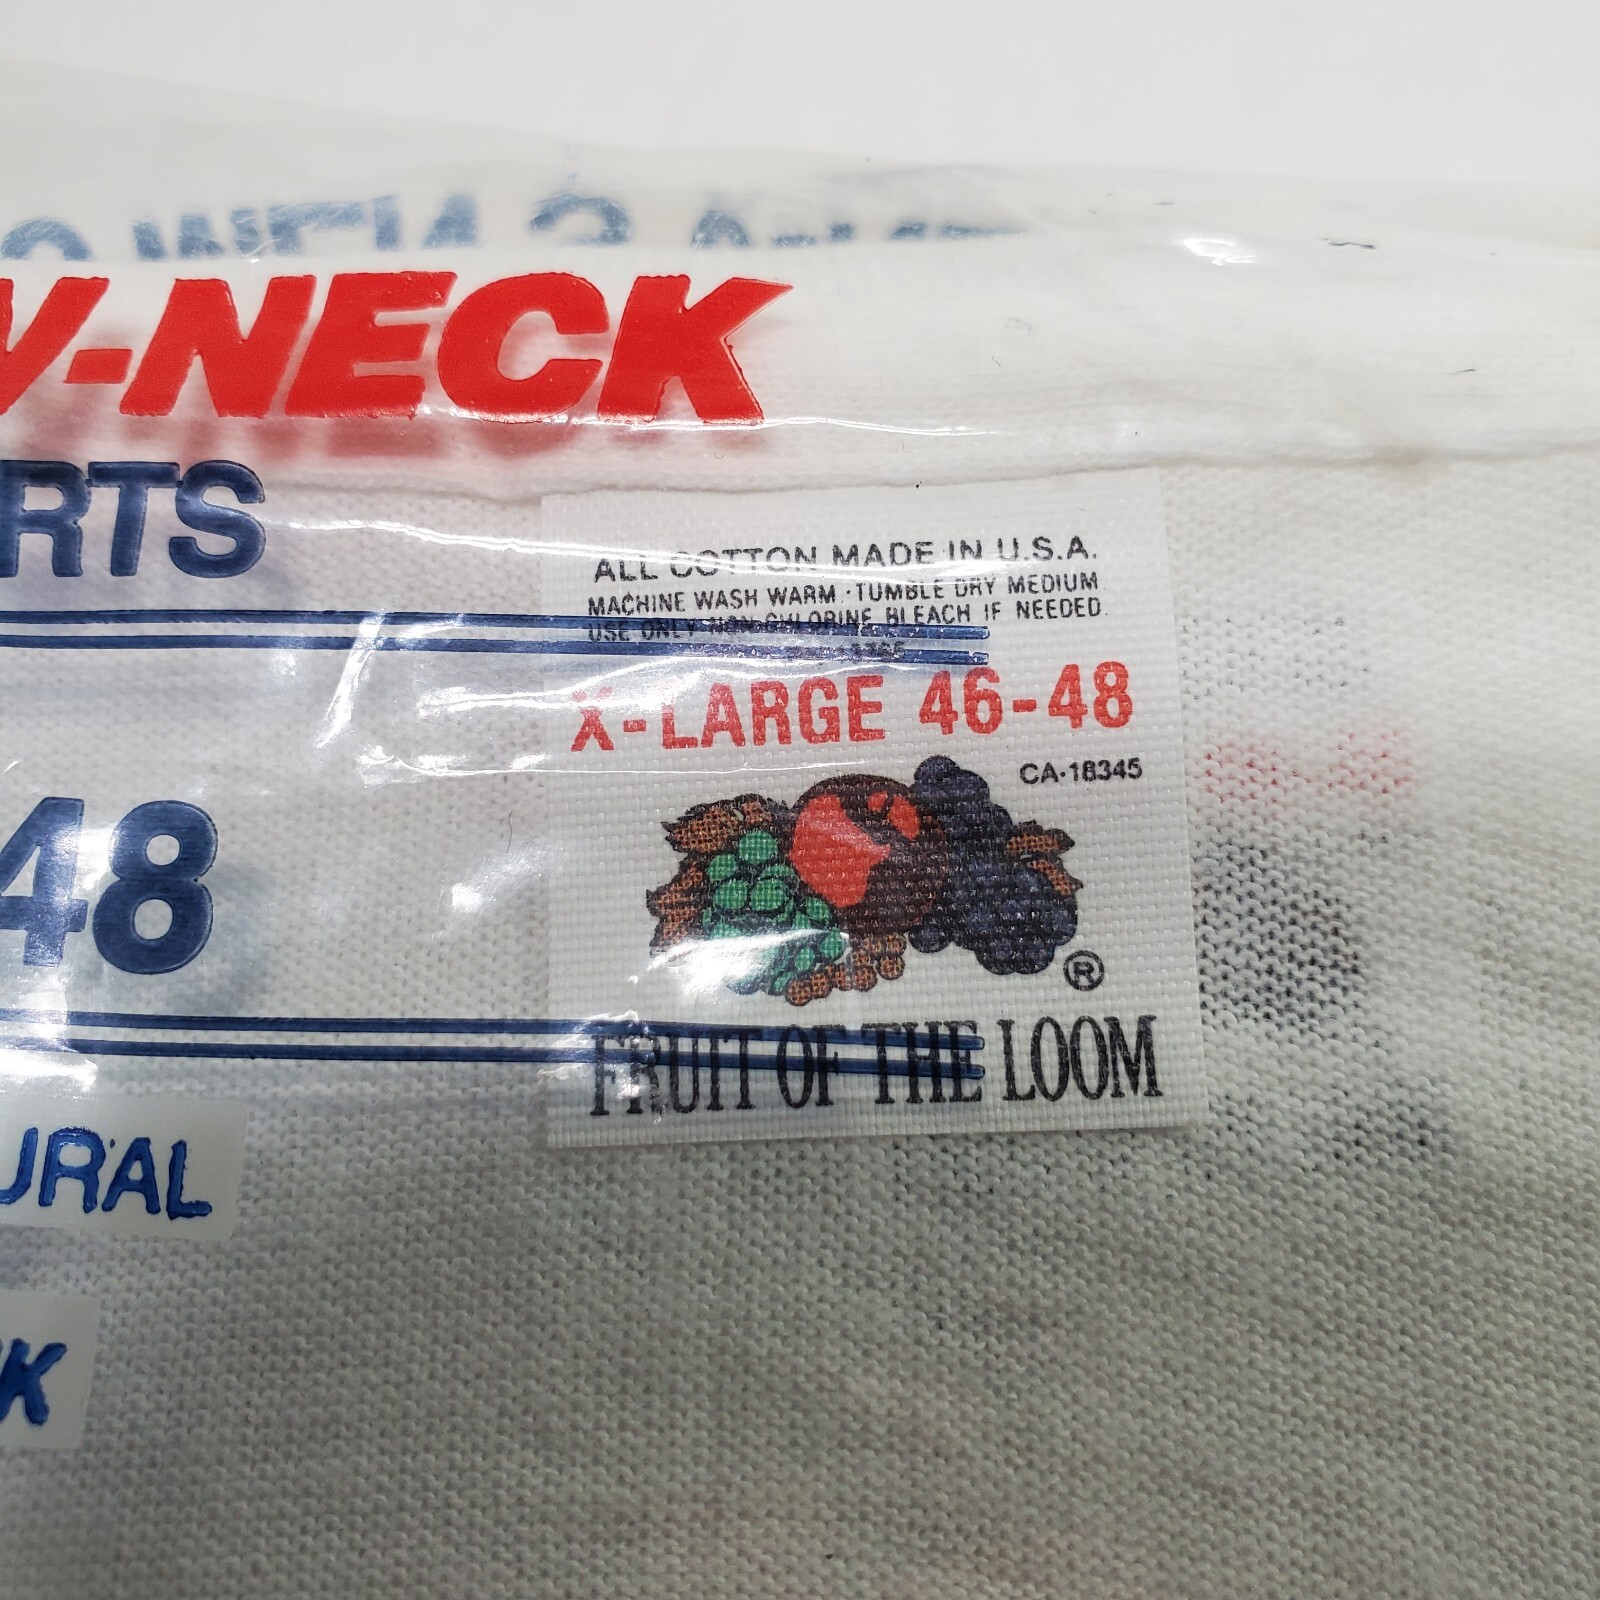 V-NECK
RTS
48
URAL
K
ALL COTTON MADE IN U.S.A.
MACHINE WASH WARM · TUMBLE DRY MEDIUM
USE ONLY NON-CHLORINE BLEACH IF NEEDED.
X-LARGE 46-48
CA-18345
®
FRUIT OF THE LOOM